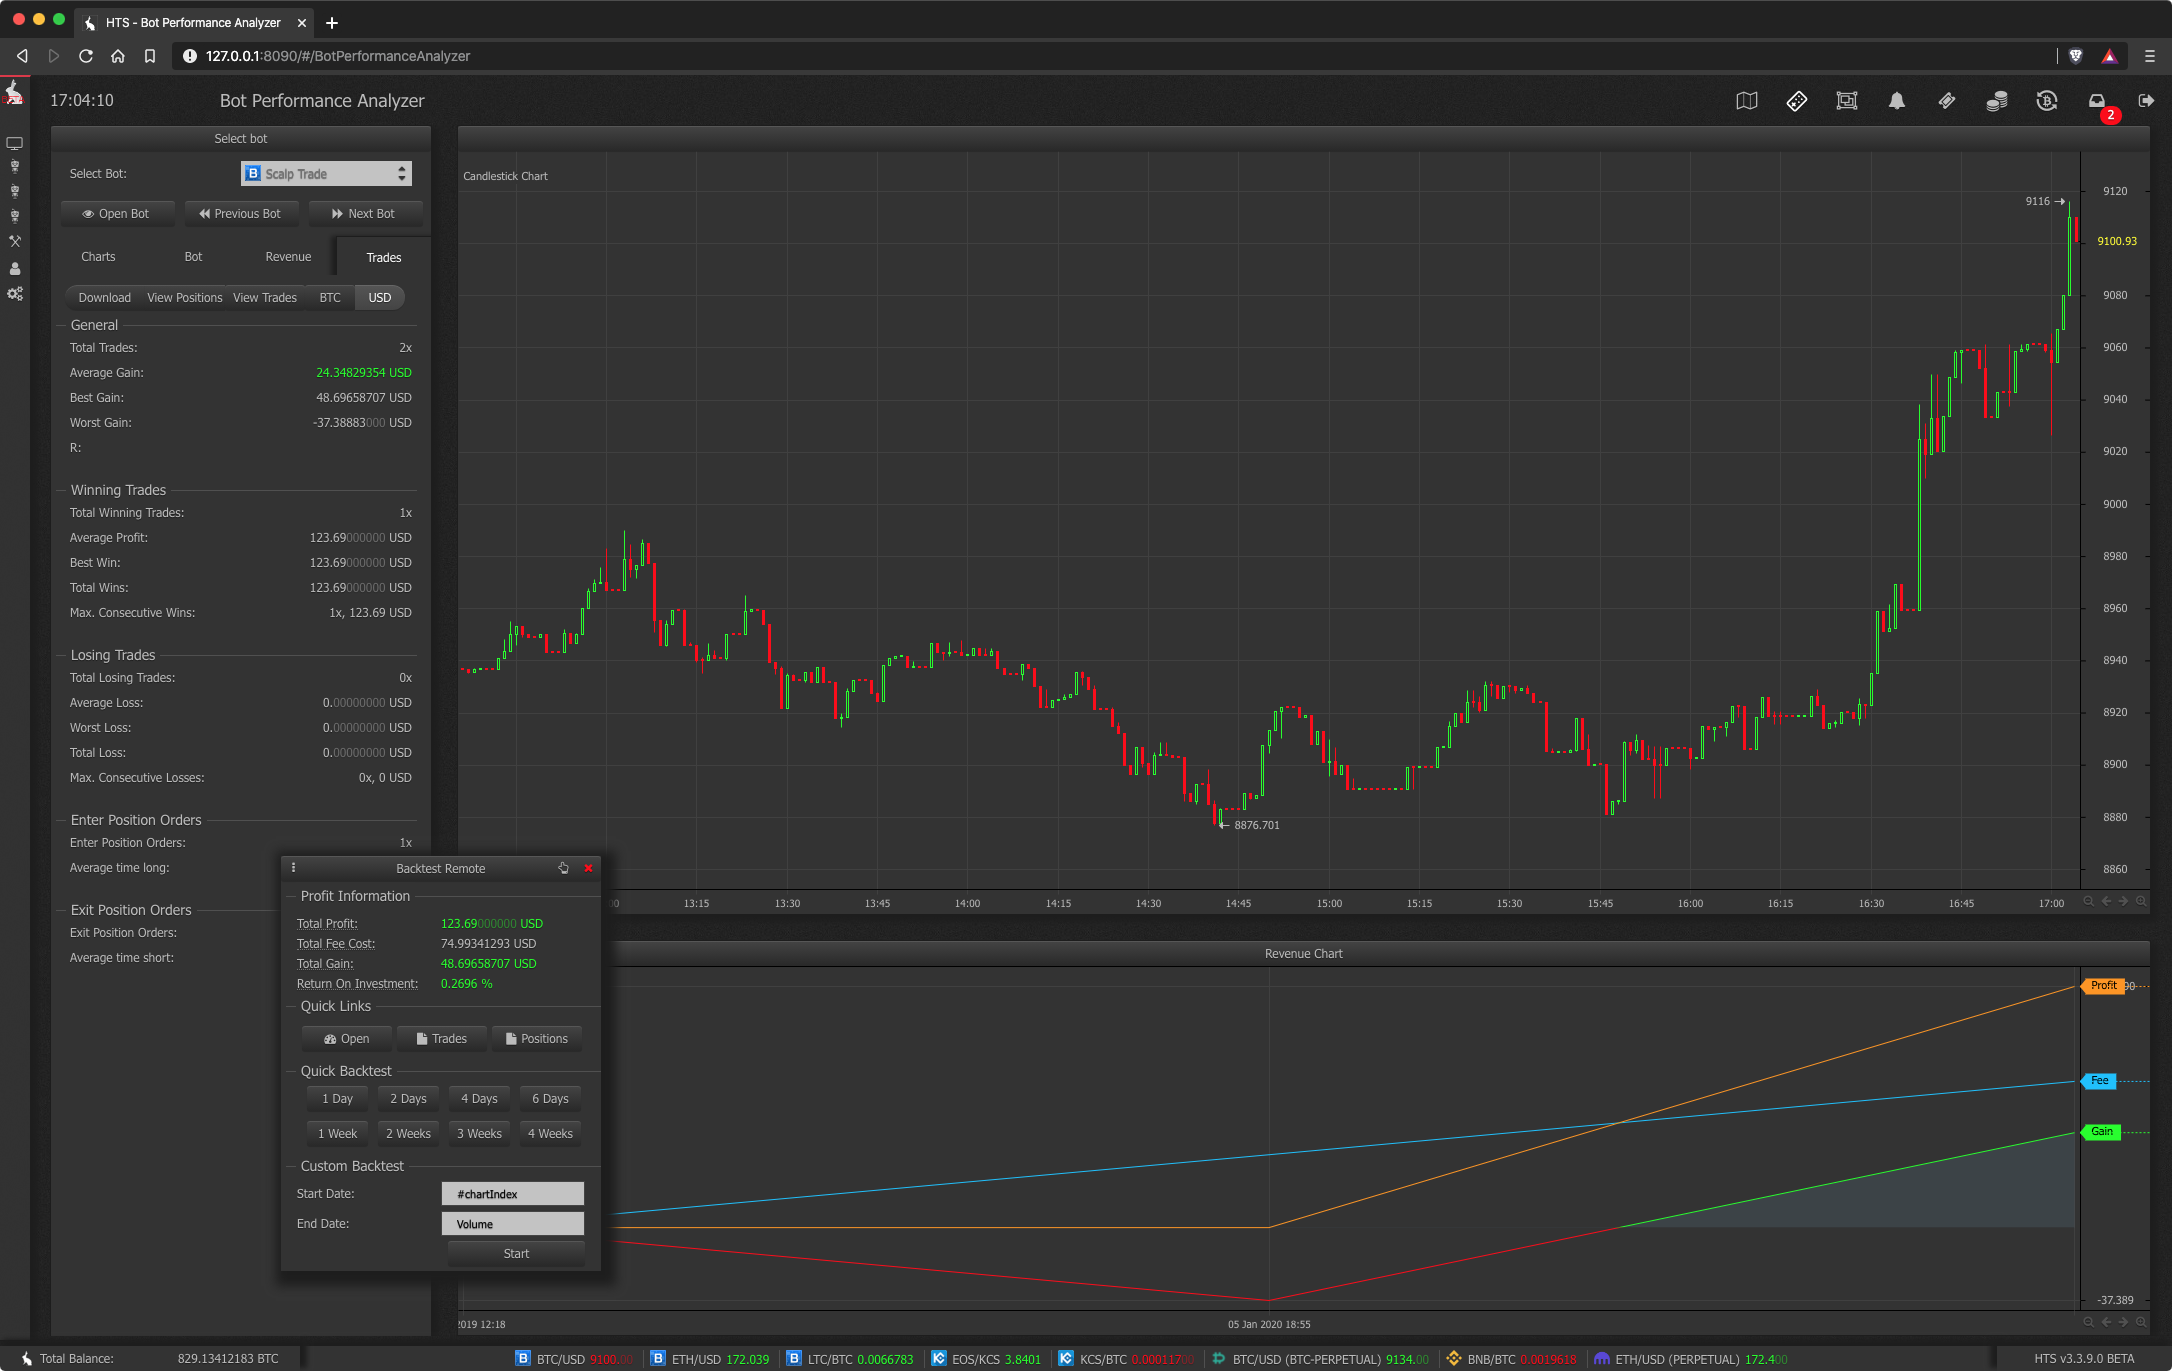 HTS - Bot Performance Analyzer
127.0.0.1:8090/#/BotPerformanceAnalyzer
17:04:10
Bot Performance Analyzer
2
Select bot
Select Bot:
B Scalp Trade
Open Bot
Previous Bot
Next Bot
Charts
Bot
Revenue
Trades
Download
View Positions
View Trades
BTC
USD
General
Total Trades: 2x
Average Gain: 24.34829354 USD
Best Gain: 48.69658707 USD
Worst Gain: -37.38883000 USD
R:
Winning Trades
Total Winning Trades: 1x
Average Profit: 123.69000000 USD
Best Win: 123.69000000 USD
Total Wins: 123.69000000 USD
Max. Consecutive Wins: 1x, 123.69 USD
Losing Trades
Total Losing Trades: 0x
Average Loss: 0.00000000 USD
Worst Loss: 0.00000000 USD
Total Loss: 0.00000000 USD
Max. Consecutive Losses: 0x, 0 USD
Enter Position Orders
Enter Position Orders: 1x
Average time long:
Exit Position Orders
Exit Position Orders:
Average time short:
Backtest Remote
Profit Information
Total Profit: 123.69000000 USD
Total Fee Cost: 74.99341293 USD
Total Gain: 48.69658707 USD
Return On Investment: 0.2696 %
Quick Links
Open
Trades
Positions
Quick Backtest
1 Day
2 Days
4 Days
6 Days
1 Week
2 Weeks
3 Weeks
4 Weeks
Custom Backtest
Start Date: #chartIndex
End Date: Volume
Start
Candlestick Chart
9116
8876.701
9120
9100.93
9080
9060
9040
9020
9000
8980
8960
8940
8920
8900
8880
8860
00
13:15
13:30
13:45
14:00
14:15
14:30
14:45
15:00
15:15
15:30
15:45
16:00
16:15
16:30
16:45
17:00
Revenue Chart
Profit
Fee
Gain
-37.389
2019 12:18
05 Jan 2020 18:55
Total Balance: 829.13412183 BTC
B BTC/USD 9100.00
B ETH/USD 172.039
B LTC/BTC 0.0066783
EOS/KCS 3.8401
KCS/BTC 0.00011700
BTC/USD (BTC-PERPETUAL) 9134.00
BNB/BTC 0.0019618
ETH/USD (PERPETUAL) 172.400
HTS v3.3.9.0 BETA